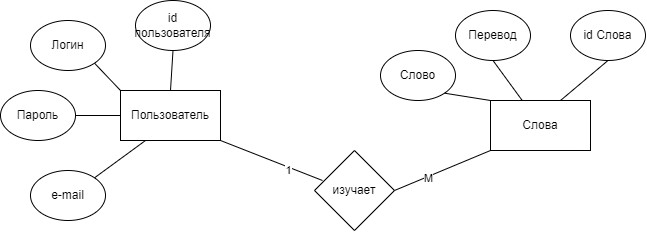 id
пользователя
Логин
Перевод
id Слова
Слово
Пароль
Пользователь
Слова
1
М
изучает
e-mail